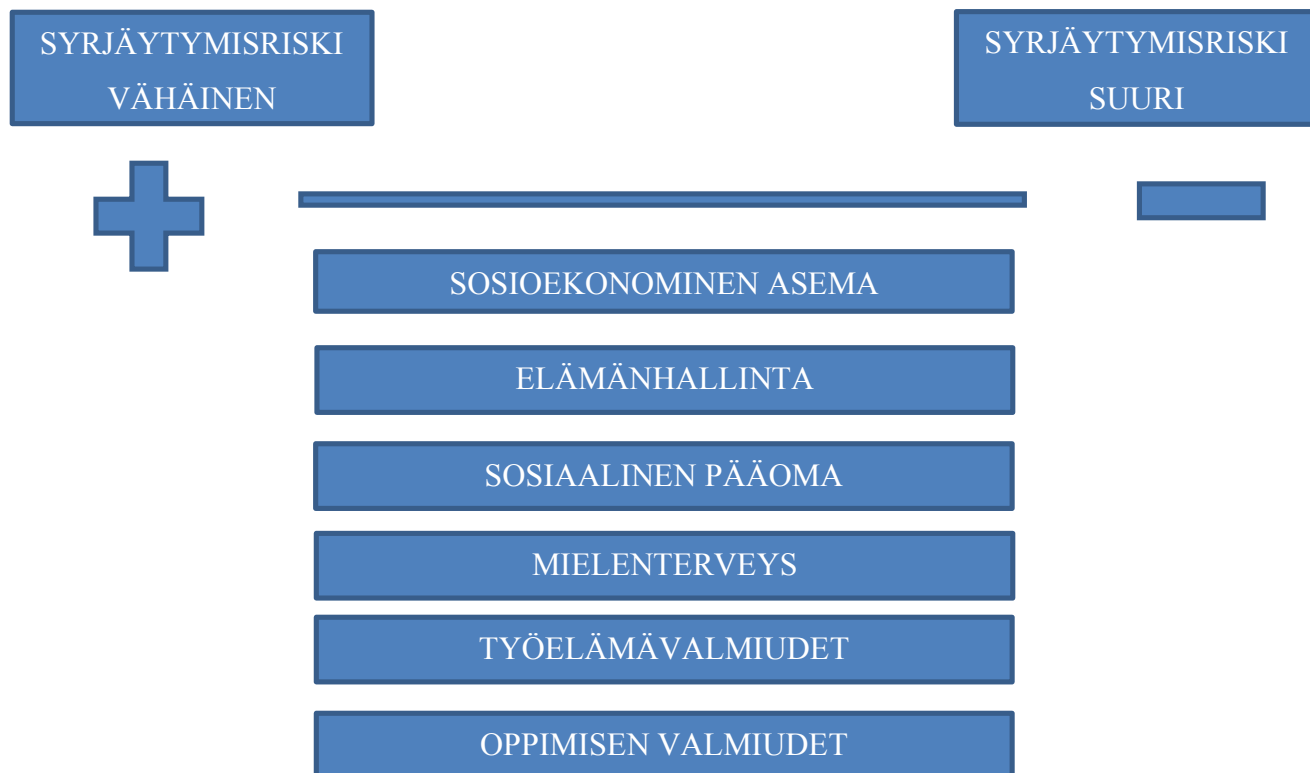 SYRJÄYTYMISRISKI
VÄHÄINEN
SYRJÄYTYMISRISKI
SUURI
SOSIOEKONOMINEN ASEMA
ELÄMÄNHALLINTA
SOSIAALINEN PÄÄOMA
MIELENTERVEYS
TYÖELÄMÄVALMIUDET
OPPIMISEN VALMIUDET